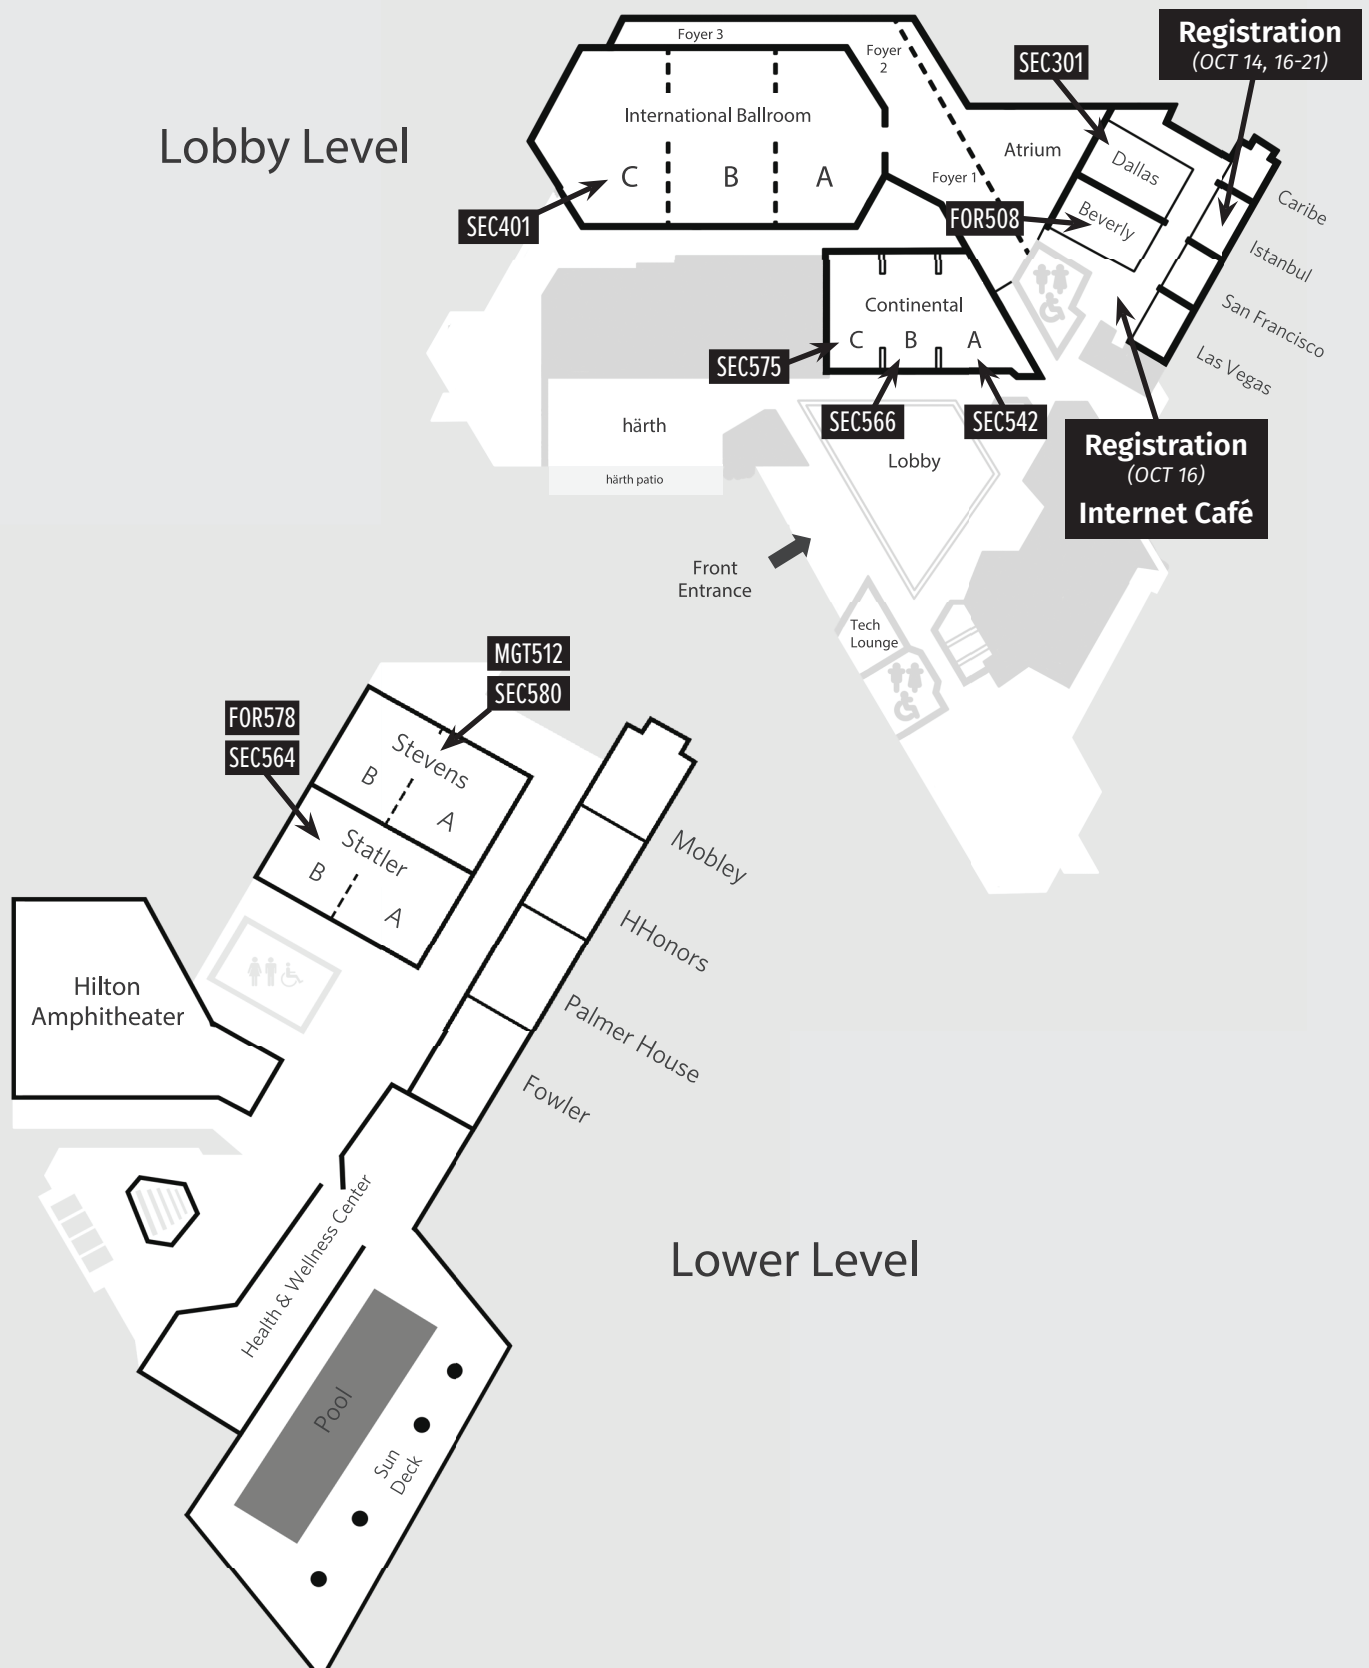 Lobby Level
Foyer 3
Foyer
2
SEC301
Registration
(OCT 14, 16-21)
International Ballroom
C
B
A
Atrium
Foyer 1
Dallas
Beverly
SEC401
FOR508
Caribe
Istanbul
San Francisco
Las Vegas
Continental
C
B
A
SEC575
SEC566
SEC542
härth
härth patio
Lobby
Registration
(OCT 16)
Internet Café
Front
Entrance
Tech
Lounge
MGT512
SEC580
FOR578
SEC564
Stevens
B
A
Statler
B
A
Mobley
HHonors
Palmer House
Fowler
Hilton
Amphitheater
Health & Wellness Center
Lower Level
Pool
Sun
Deck